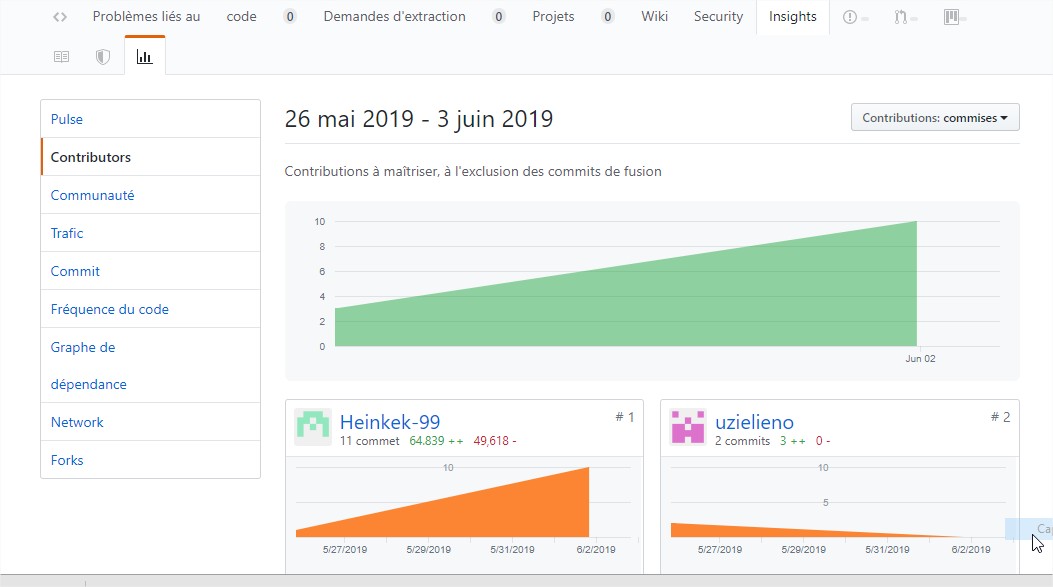 Problèmes liés au code 0 Demandes d'extraction 0 Projets 0 Wiki Security Insights
Pulse
Contributors
Communauté
Trafic
Commit
Fréquence du code
Graphe de
dépendance
Network
Forks
26 mai 2019 - 3 juin 2019
Contributions: commises
Contributions à maîtriser, à l'exclusion des commits de fusion
10
8
6
4
2
0
Jun 02
Heinkek-99
# 1
11 commet 64.839 ++ 49,618 -
10
5/27/2019 5/29/2019 5/31/2019 6/2/2019
uzielieno
# 2
2 commits 3 ++ 0 -
10
5
5/27/2019 5/29/2019 5/31/2019 6/2/2019